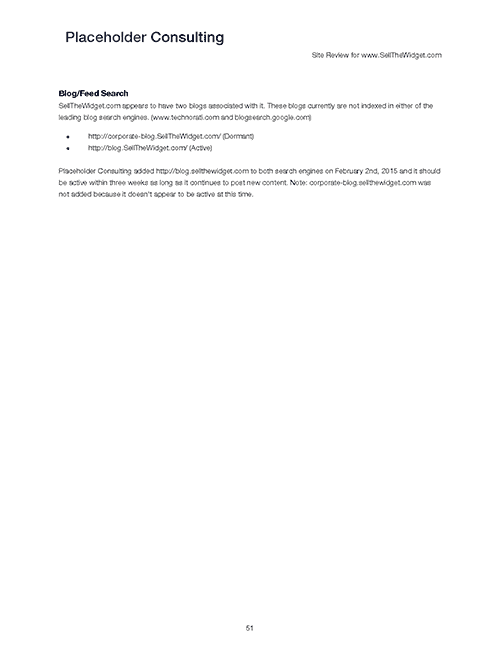 Placeholder Consulting
Site Review for www.SellTheWidget.com
Blog/Feed Search
SellTheWidget.com appears to have two blogs associated with it. These blogs currently are not indexed in either of the
leading blog search engines. (www.technorati.com and blogsearch.google.com)
• http://corporate-blog.SellTheWidget.com/ (Dormant)
• http://blog.SellTheWidget.com/ (Active)
Placeholder Consulting added http://blog.sellthewidget.com to both search engines on February 2nd, 2015 and it should
be active within three weeks as long as it continues to post new content. Note: corporate-blog.sellthewidget.com was
not added because it doesn't appear to be active at this time.
51